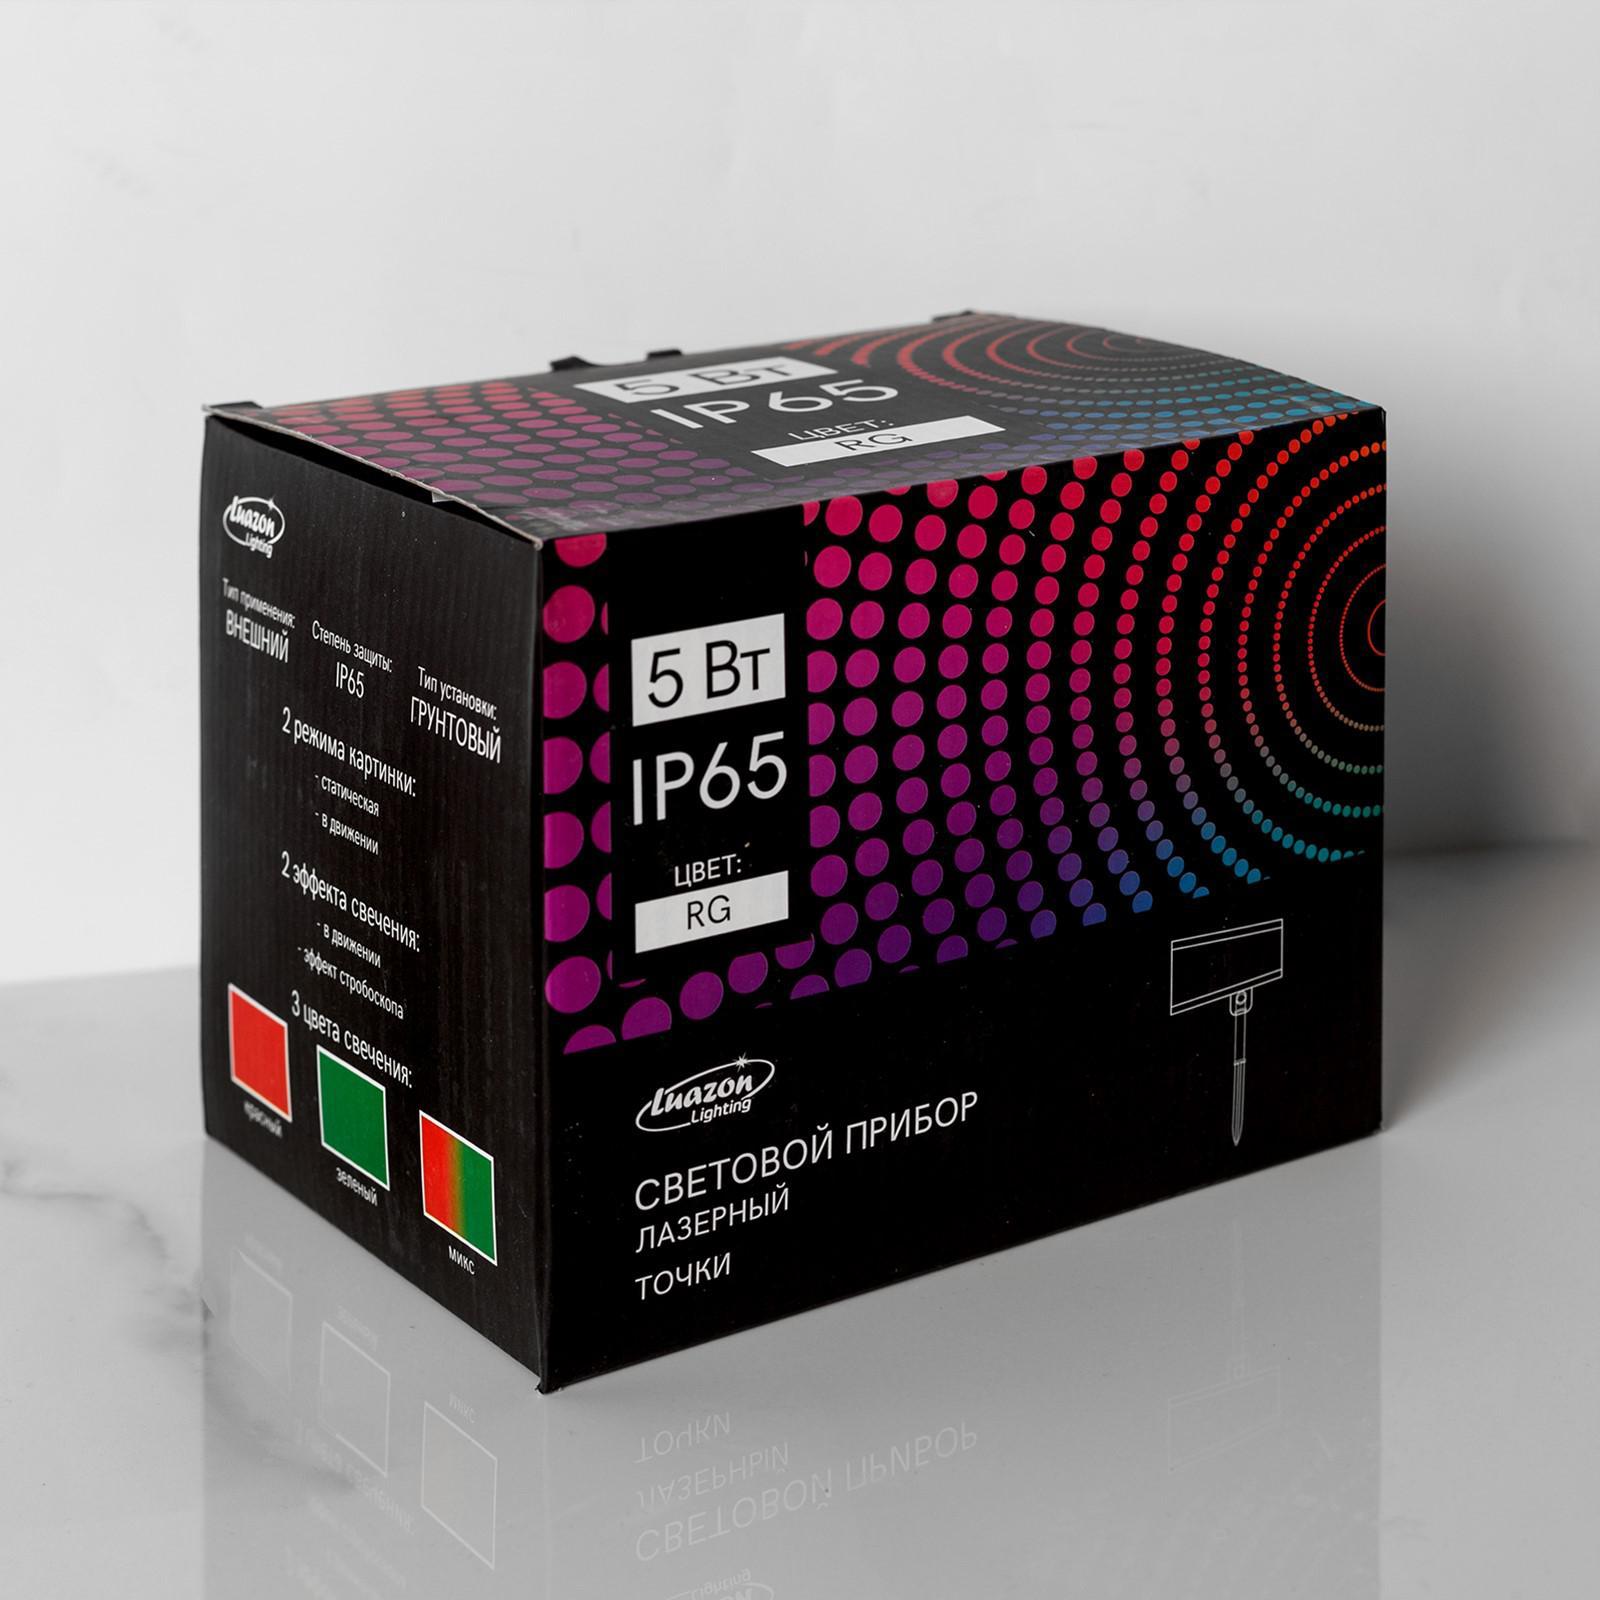 5 Вт
IP65
ЦВЕТ:
RG
Luazon
Lighting
Тип применения:
ВНЕШНИЙ
Степень защиты:
IP65
Тип установки:
ГРУНТОВЫЙ
2 режима картинки:
- статическая
- в движении
2 эффекта свечения:
- в движении
- эффект стробоскопа
3 цвета свечения:
красный
зеленый
микс
5 Вт
IP65
ЦВЕТ:
RG
Luazon
Lighting
СВЕТОВОЙ ПРИБОР
ЛАЗЕРНЫЙ
ТОЧКИ